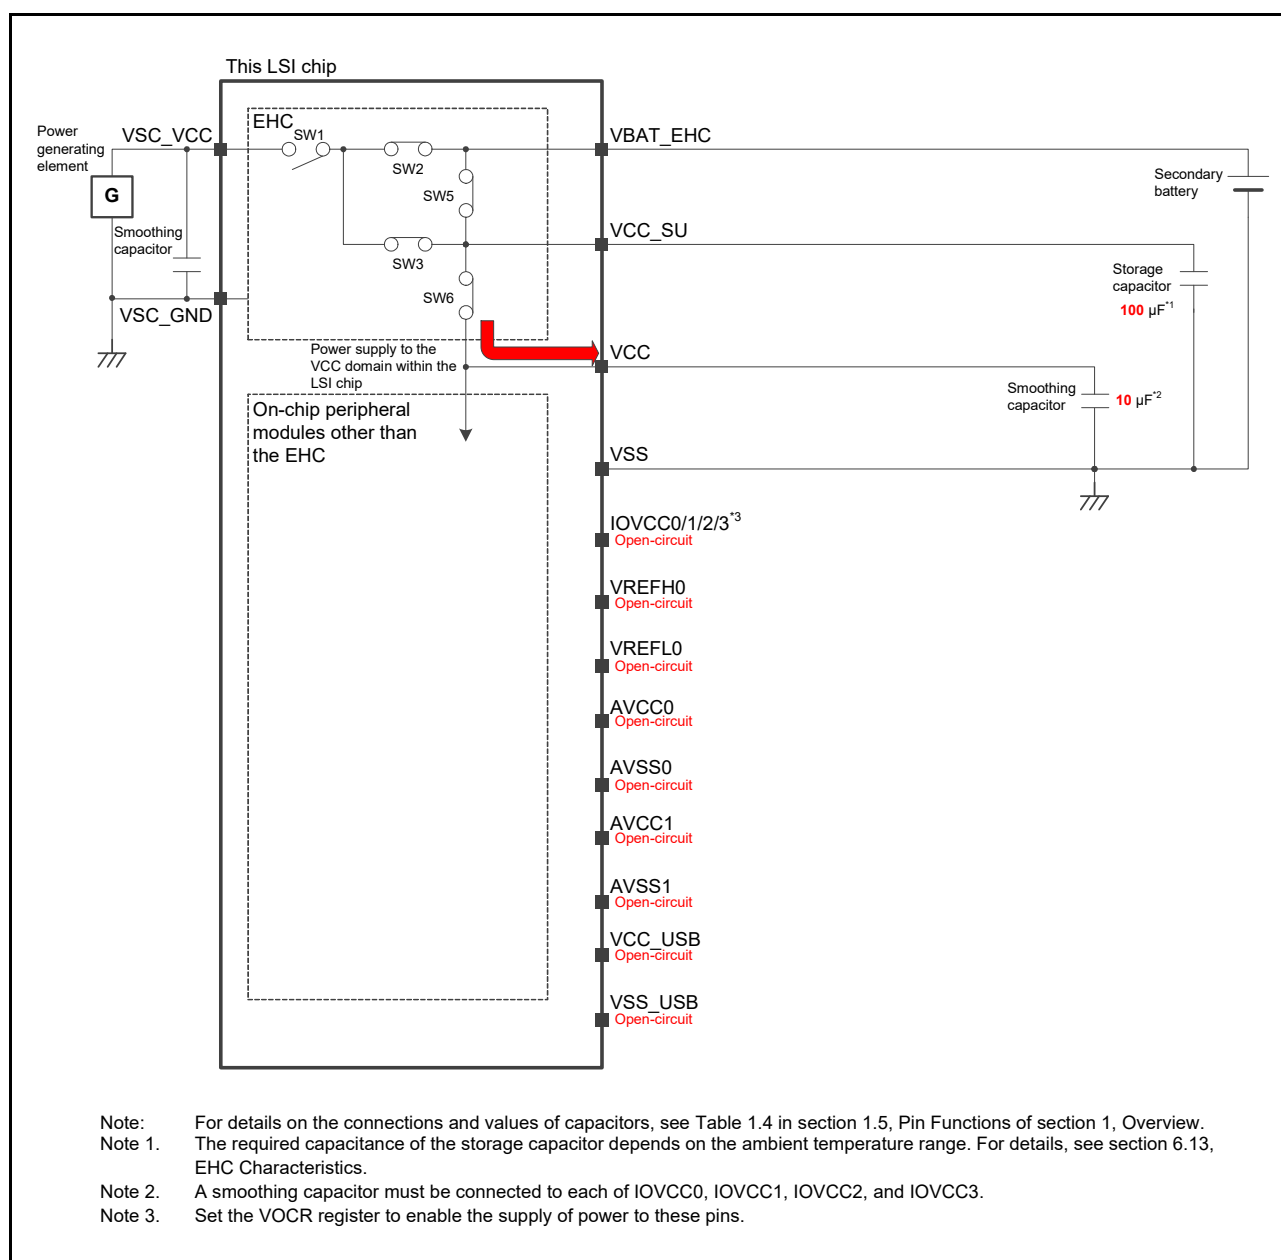 This LSI chip
Power
generating
element
VSC_VCC
EHC
SW1
VBAT_EHC
SW2
Secondary
battery
G
SW5
Smoothing
capacitor
VCC_SU
SW3
Storage
capacitor
100 µF*1
SW6
VSC_GND
Power supply to the
VCC domain within the
LSI chip
VCC
Smoothing
capacitor
10 µF*2
On-chip peripheral
modules other than
the EHC
VSS
IOVCC0/1/2/3*3
Open-circuit
VREFH0
Open-circuit
VREFL0
Open-circuit
AVCC0
Open-circuit
AVSS0
Open-circuit
AVCC1
Open-circuit
AVSS1
Open-circuit
VCC_USB
Open-circuit
VSS_USB
Open-circuit
Note: For details on the connections and values of capacitors, see Table 1.4 in section 1.5, Pin Functions of section 1, Overview.
Note 1. The required capacitance of the storage capacitor depends on the ambient temperature range. For details, see section 6.13,
EHC Characteristics.
Note 2. A smoothing capacitor must be connected to each of IOVCC0, IOVCC1, IOVCC2, and IOVCC3.
Note 3. Set the VOCR register to enable the supply of power to these pins.